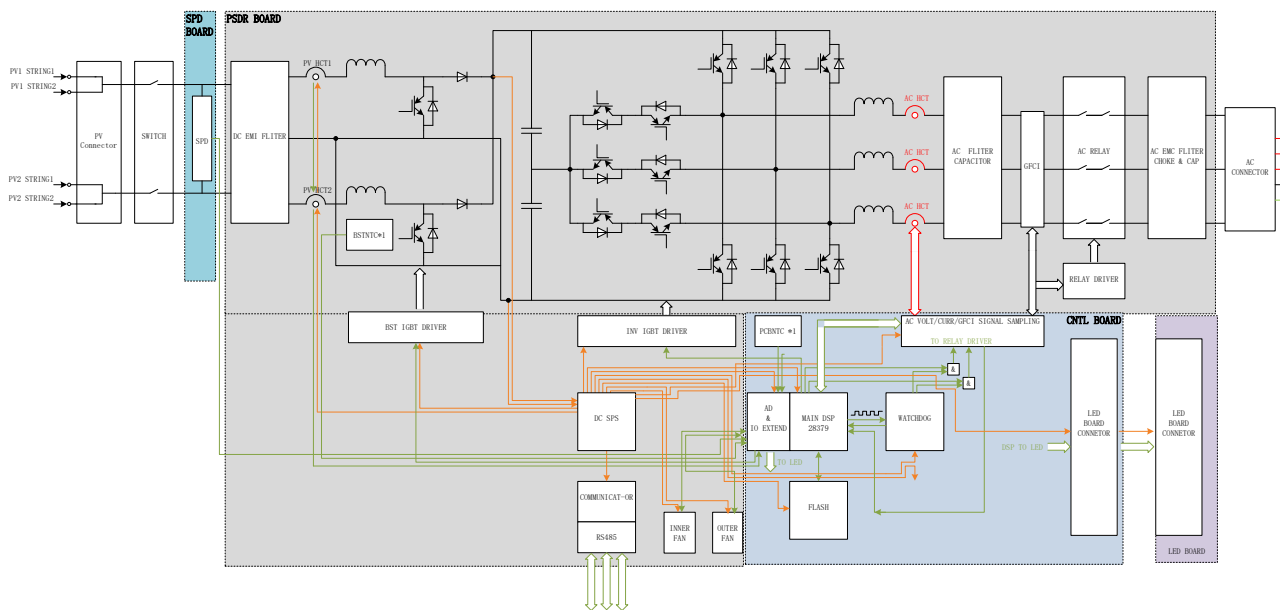 SPD
BOARD
PSDR BOARD
PV1 STRING1
PV1 STRING2
PV2 STRING1
PV2 STRING2
PV
Connector
SWITCH
SPD
DC EMI FLITER
PV HCT1
PV HCT2
BSTNTC*1
AC HCT
AC HCT
AC HCT
AC FLITER
CAPACITOR
GFCI
AC RELAY
AC EMC FLITER
CHOKE & CAP
AC
CONNECTOR
RELAY DRIVER
BST IGBT DRIVER
INV IGBT DRIVER
PCBNTC *1
AC VOLT/CURR/GFCI SIGNAL SAMPLING
TO RELAY DRIVER
CNTL BOARD
&
&
DC SPS
AD
&
IO EXTEND
MAIN DSP
28379
WATCHDOG
TO LED
DSP TO LED
LED
BOARD
CONNETOR
LED
BOARD
CONNETOR
COMMUNICAT-OR
RS485
INNER
FAN
OUTER
FAN
FLASH
LED BOARD